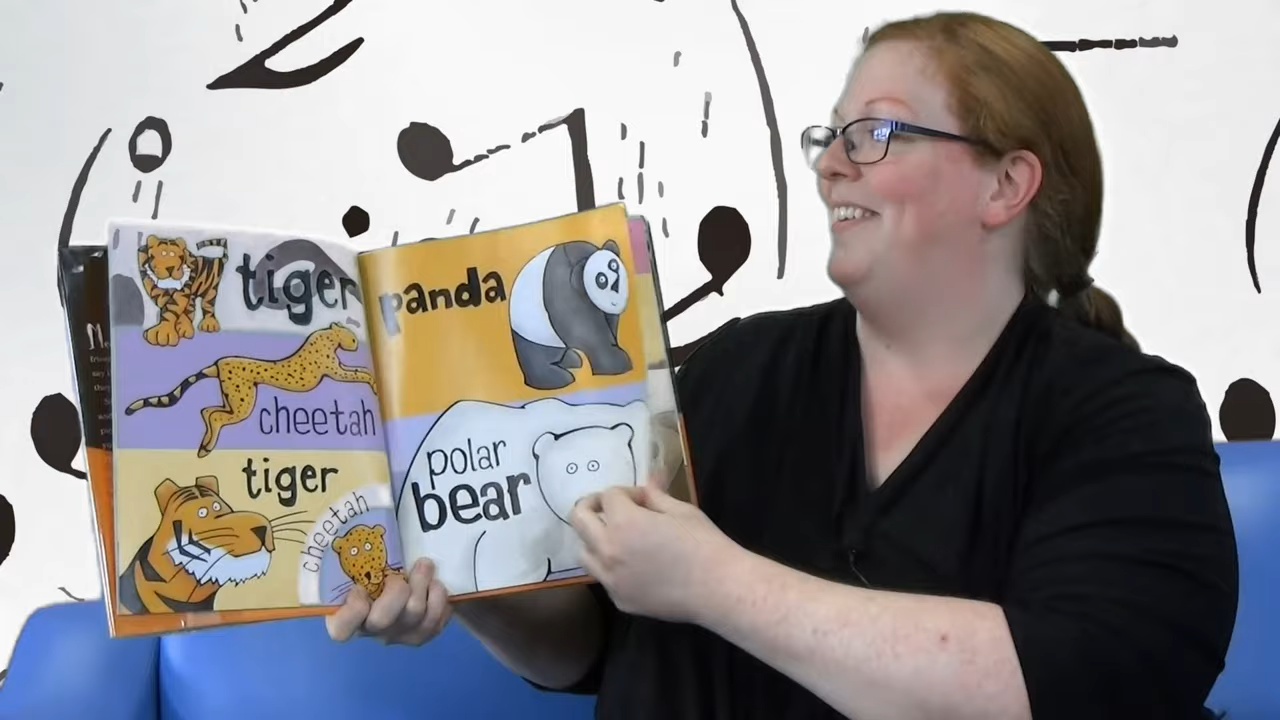 tiger
cheetah
tiger
cheetah
panda
polar
bear